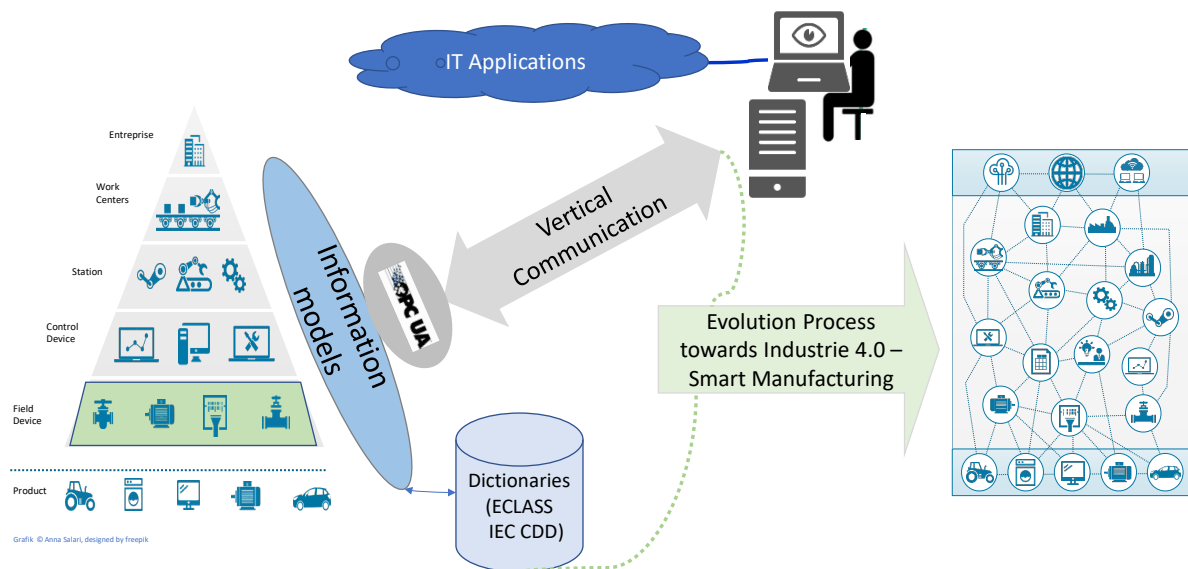 IT Applications
Entreprise
Work
Centers
Station
Control
Device
Field
Device
Product
Information
models
OPC UA
Vertical
Communication
Dictionaries
(ECLASS
IEC CDD)
Evolution Process
towards Industrie 4.0 –
Smart Manufacturing
Grafik © Anna Salari, designed by freepik